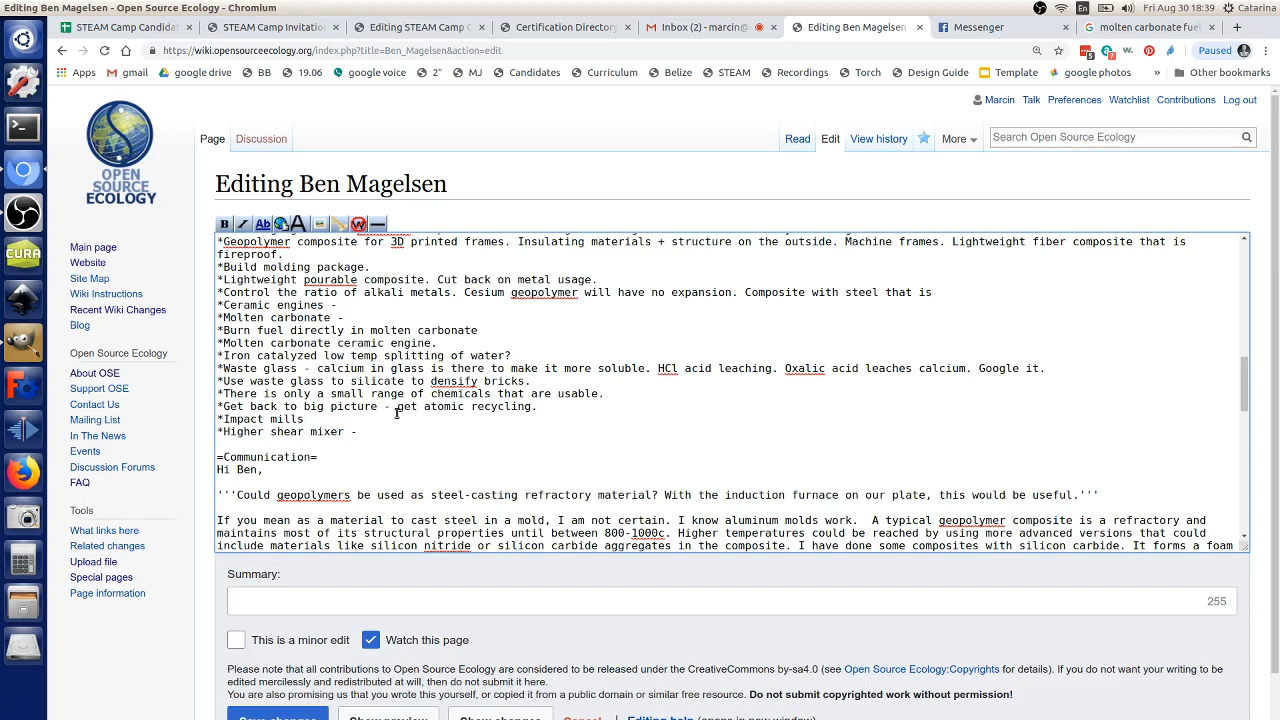 Editing Ben Magelsen - Open Source Ecology - Chromium
En
Fri Aug 30 18:39
Catarina
STEAM Camp Candidat
STEAM Camp Invitation
Hosting STEAM Camp
Certification Directory
Inbox (2) - marcin@
Editing Ben Magelsen
Messenger
molten carbonate fuel
https://wiki.opensourceecology.org/index.php?title=Ben_Magelsen&action=edit
Paused
Apps
gmail
google drive
BB
19.06
google voice
2"
MJ
Candidates
Curriculum
Belize
STEAM
Recordings
Torch
Design Guide
Template
google photos
»
Other bookmarks
OPEN
SOURCE
ECOLOGY
Marcin
Talk
Preferences
Watchlist
Contributions
Log out
Page
Discussion
Read
Edit
View history
More
Search Open Source Ecology
Editing Ben Magelsen
*Geopolymer composite for 3D printed frames. Insulating materials + structure on the outside. Machine frames. Lightweight fiber composite that is
fireproof.
*Build molding package.
*Lightweight pourable composite. Cut back on metal usage.
*Control the ratio of alkali metals. Cesium geopolymer will have no expansion. Composite with steel that is
*Ceramic engines -
*Molten carbonate -
*Burn fuel directly in molten carbonate
*Molten carbonate ceramic engine.
*Iron catalyzed low temp splitting of water?
*Waste glass - calcium in glass is there to make it more soluble. HCl acid leaching. Oxalic acid leaches calcium. Google it.
*Use waste glass to silicate to densify bricks.
*There is only a small range of chemicals that are usable.
*Get back to big picture - get atomic recycling.
*Impact mills
*Higher shear mixer -
=Communication=
Hi Ben,
'''Could geopolymers be used as steel-casting refractory material? With the induction furnace on our plate, this would be useful.'''
If you mean as a material to cast steel in a mold, I am not certain. I know aluminum molds work.  A typical geopolymer composite is a refractory and
maintains most of its structural properties until between 800-1000c. Higher temperatures could be reached by using more advanced versions that could
include materials like silicon nitride or silicon carbide aggregates in the composite. I have done some composites with silicon carbide. It forms a foam
Main page
Website
Site Map
Wiki Instructions
Recent Wiki Changes
Blog
Project
About OSE
Support OSE
Contact Us
Mailing List
In The News
Events
Discussion Forums
FAQ
Tools
What links here
Related changes
Upload file
Special pages
Page information
Summary:
255
This is a minor edit
Watch this page
Please note that all contributions to Open Source Ecology are considered to be released under the CreativeCommons by-sa4.0 (see Open Source Ecology:Copyrights for details). If you do not want your writing to be
edited mercilessly and redistributed at will, then do not submit it here.
You are also promising us that you wrote this yourself, or copied it from a public domain or similar free resource. Do not submit copyrighted work without permission!
Save changes
Show preview
Show changes
Cancel
Editing help (opens in new window)